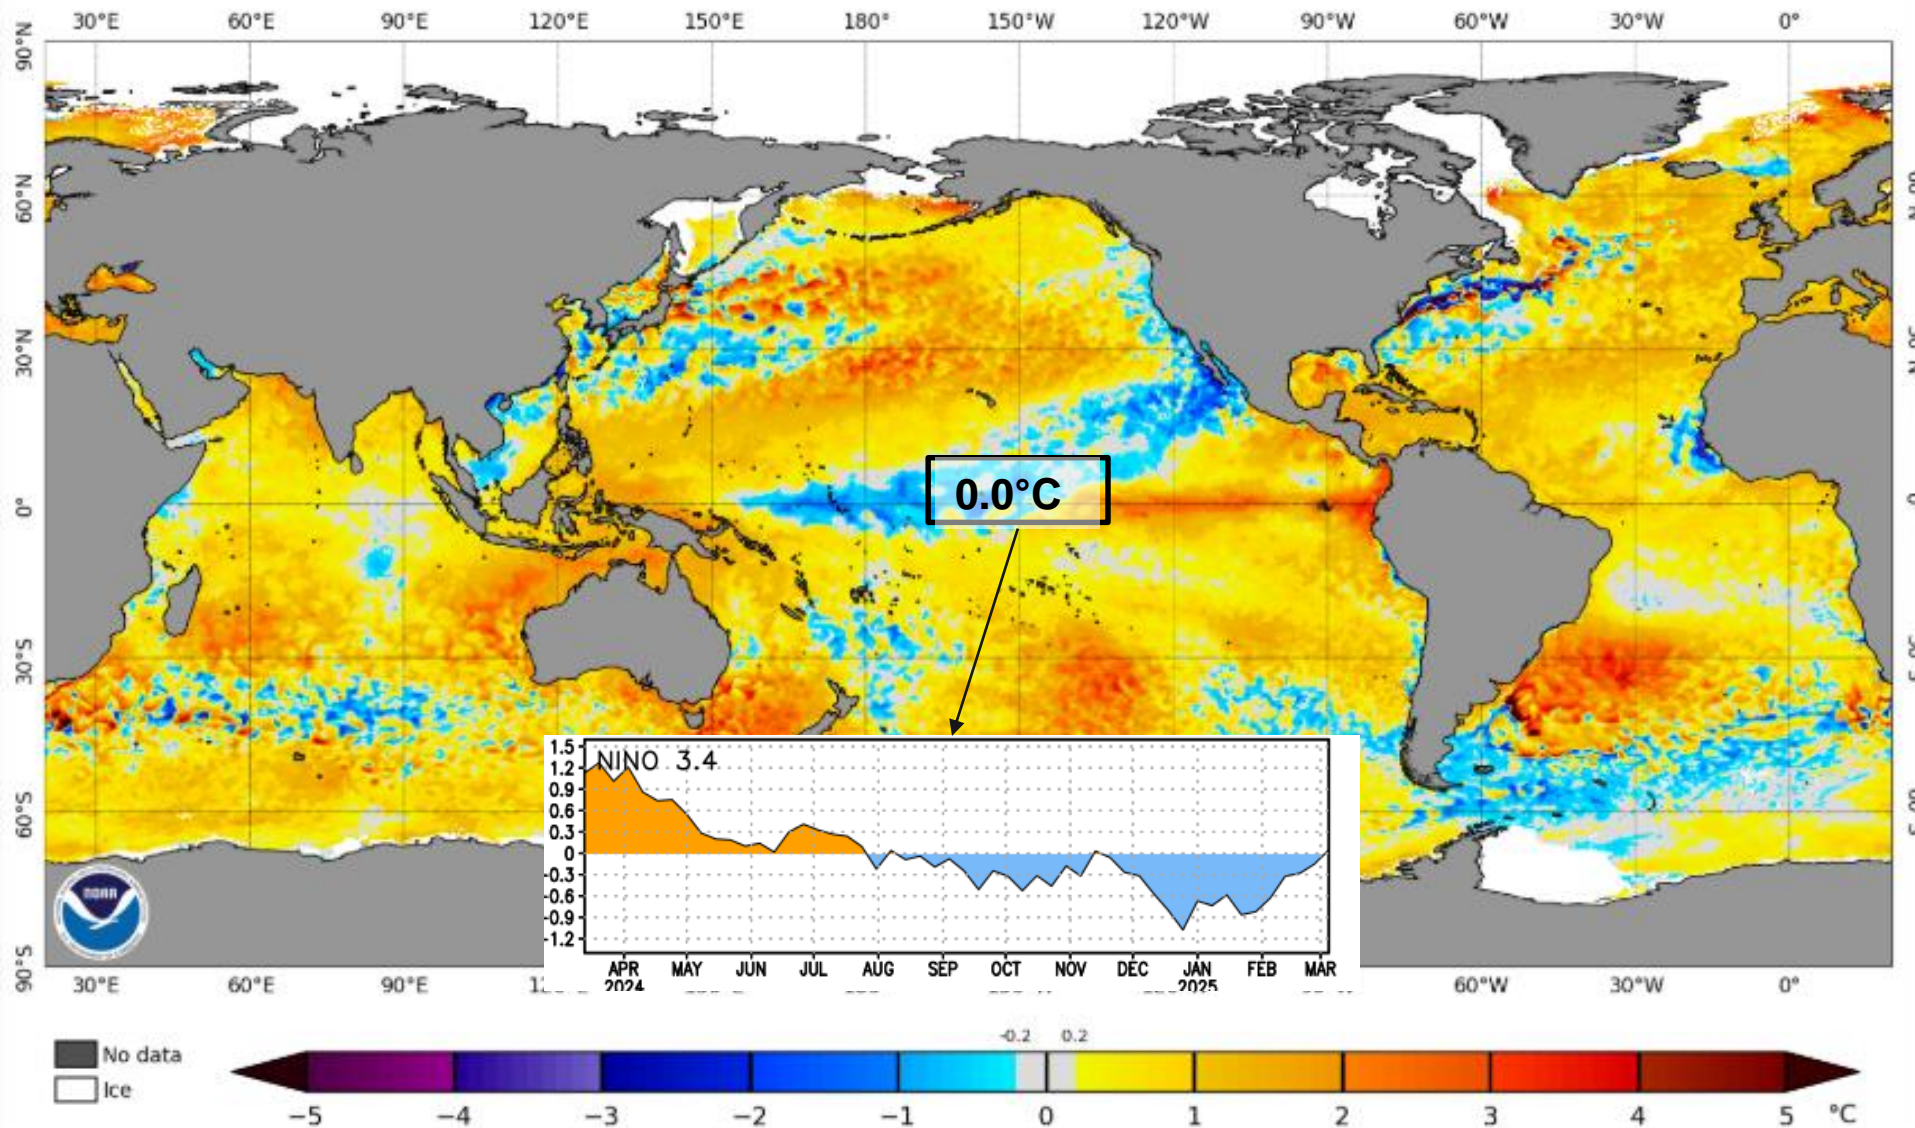 30°E 60°E 90°E 120°E 150°E 180° 150°W 120°W 90°W 60°W 30°W 0°
90°N
60°N
30°N
0°
30°S
60°S
90°S
0.0°C
NINO 3.4
1.5
1.2
0.9
0.6
0.3
0
-0.3
-0.6
-0.9
-1.2
APR MAY JUN JUL AUG SEP OCT NOV DEC JAN FEB MAR
2024 2025
NOAA
30°E 60°E 90°E 60°W 30°W 0°
No data
Ice
-0.2 0.2
−5 −4 −3 −2 −1 0 1 2 3 4 5 °C